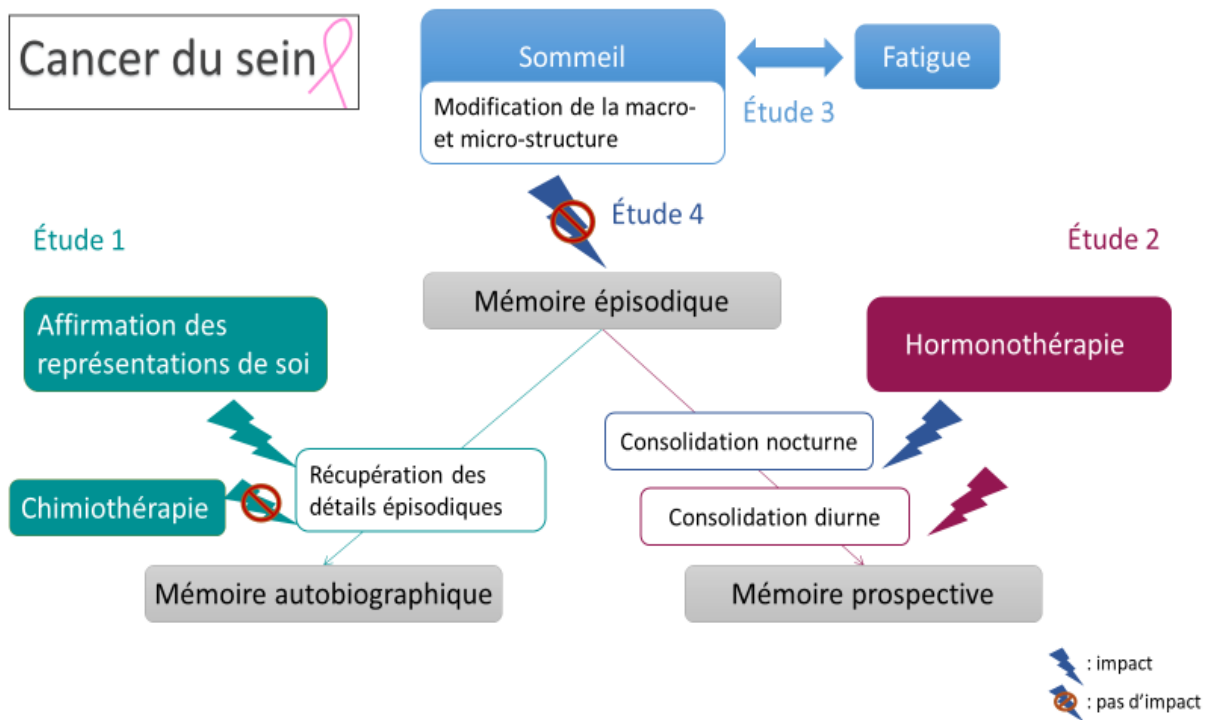 Cancer du sein
Sommeil
Fatigue
Modification de la macro-
et micro-structure
Étude 3
Étude 4
Étude 1
Étude 2
Mémoire épisodique
Affirmation des
représentations de soi
Hormonothérapie
Consolidation nocturne
Récupération des
détails épisodiques
Chimiothérapie
Consolidation diurne
Mémoire autobiographique
Mémoire prospective
: impact
: pas d'impact